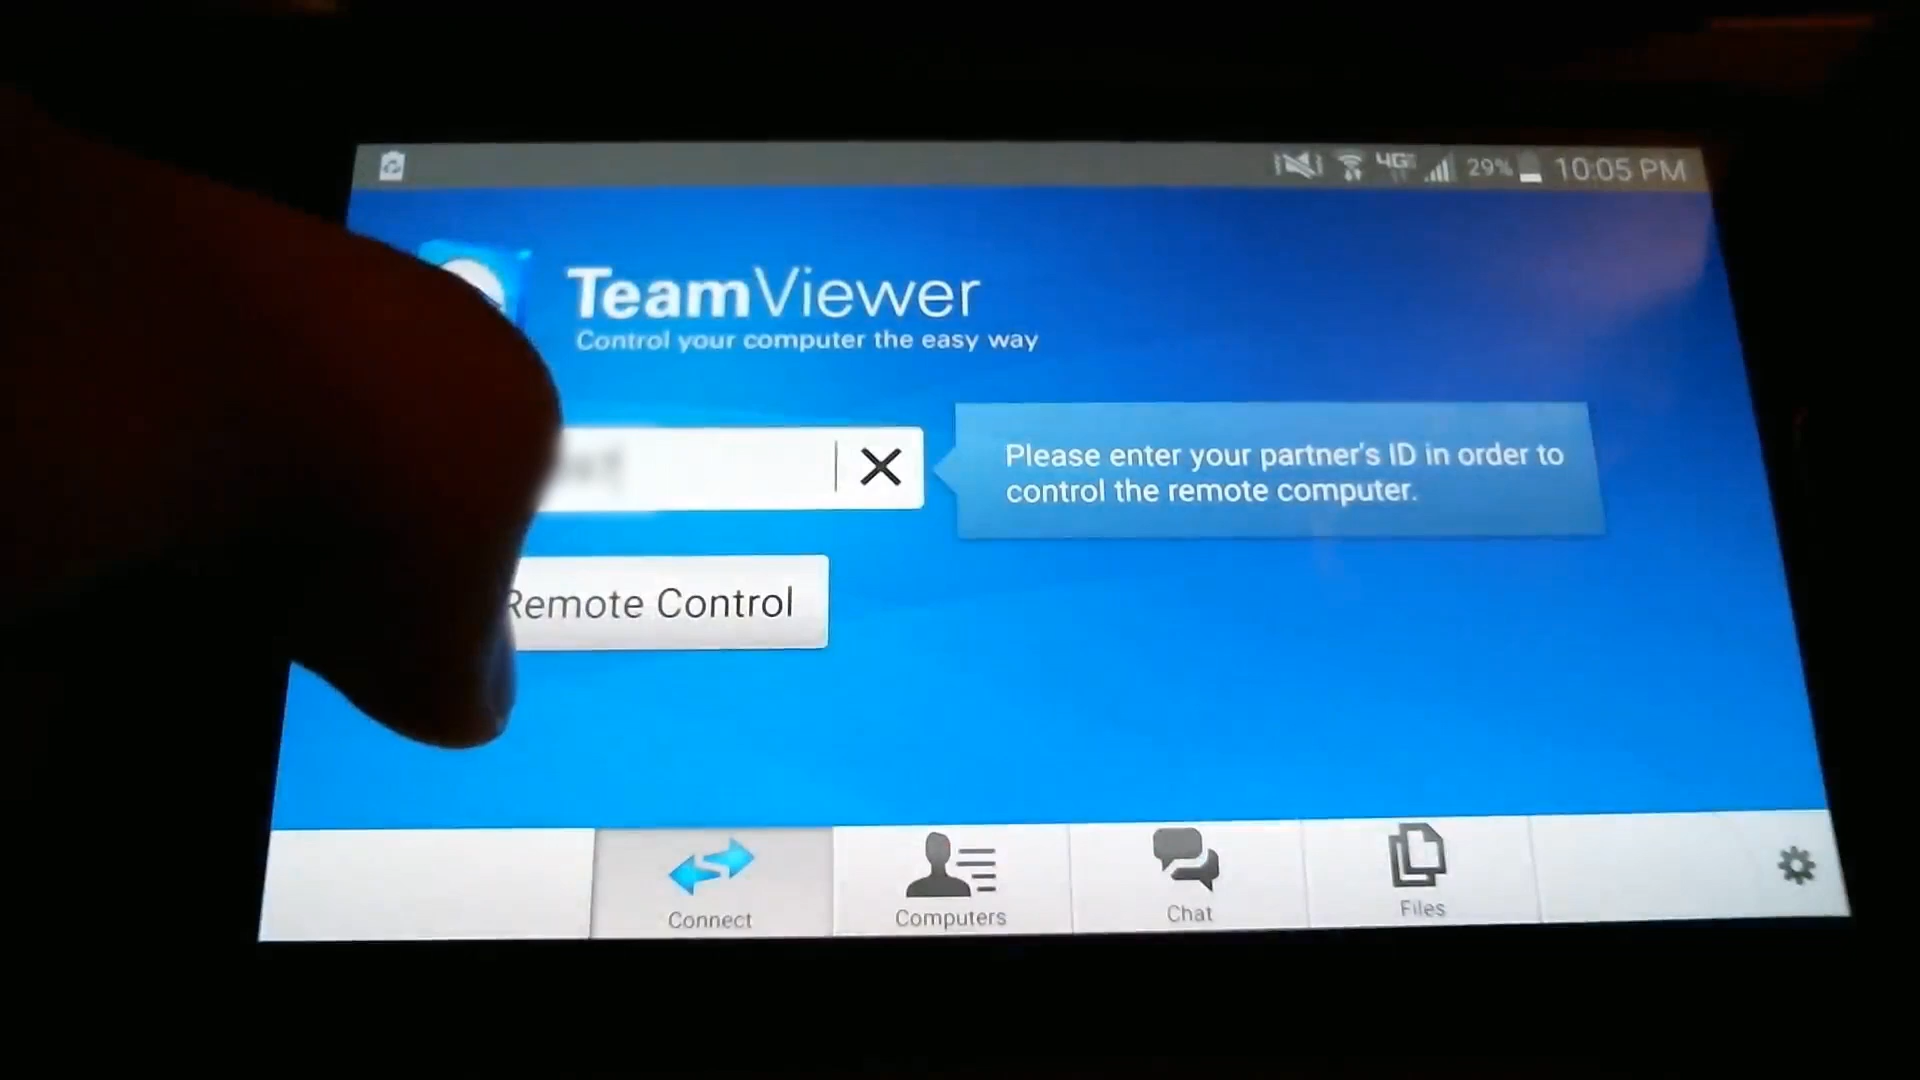 4G 29% 10:05 PM
TeamViewer
Control your computer the easy way
Please enter your partner's ID in order to
control the remote computer.
Remote Control
Connect
Computers
Chat
Files